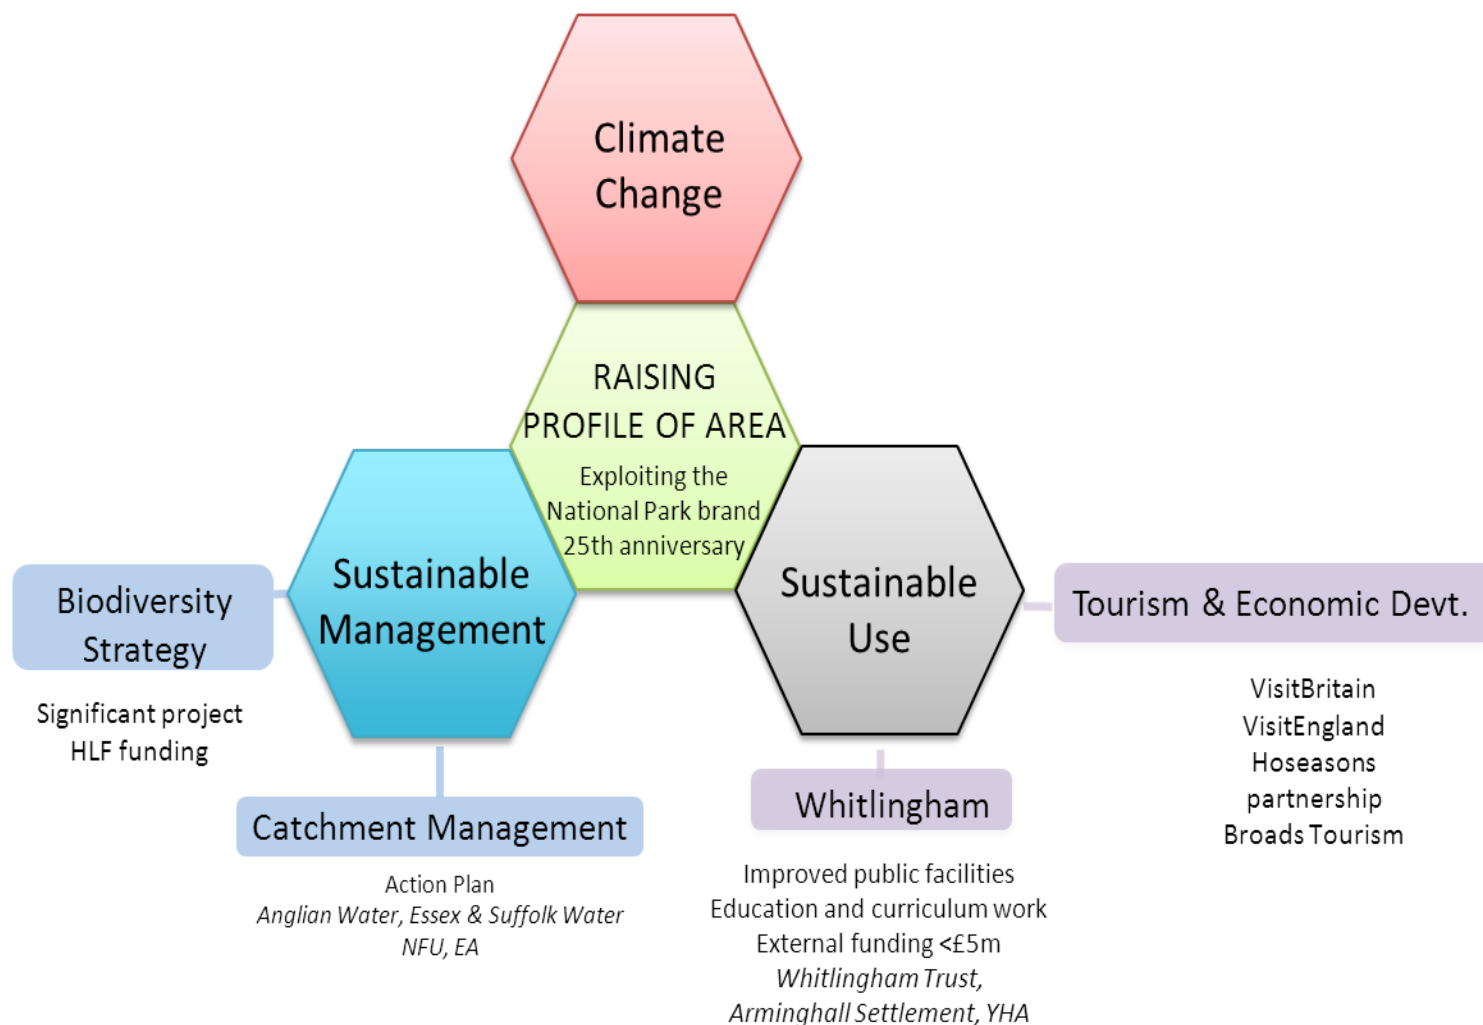 Climate
Change
RAISING
PROFILE OF AREA
Exploiting the
National Park brand
25th anniversary
Sustainable
Management
Sustainable
Use
Biodiversity
Strategy
Significant project
HLF funding
Catchment Management
Action Plan
Anglian Water, Essex & Suffolk Water
NFU, EA
Whitlingham
Improved public facilities
Education and curriculum work
External funding <£5m
Whitlingham Trust,
Arminghall Settlement, YHA
Tourism & Economic Devt.
VisitBritain
VisitEngland
Hoseasons
partnership
Broads Tourism